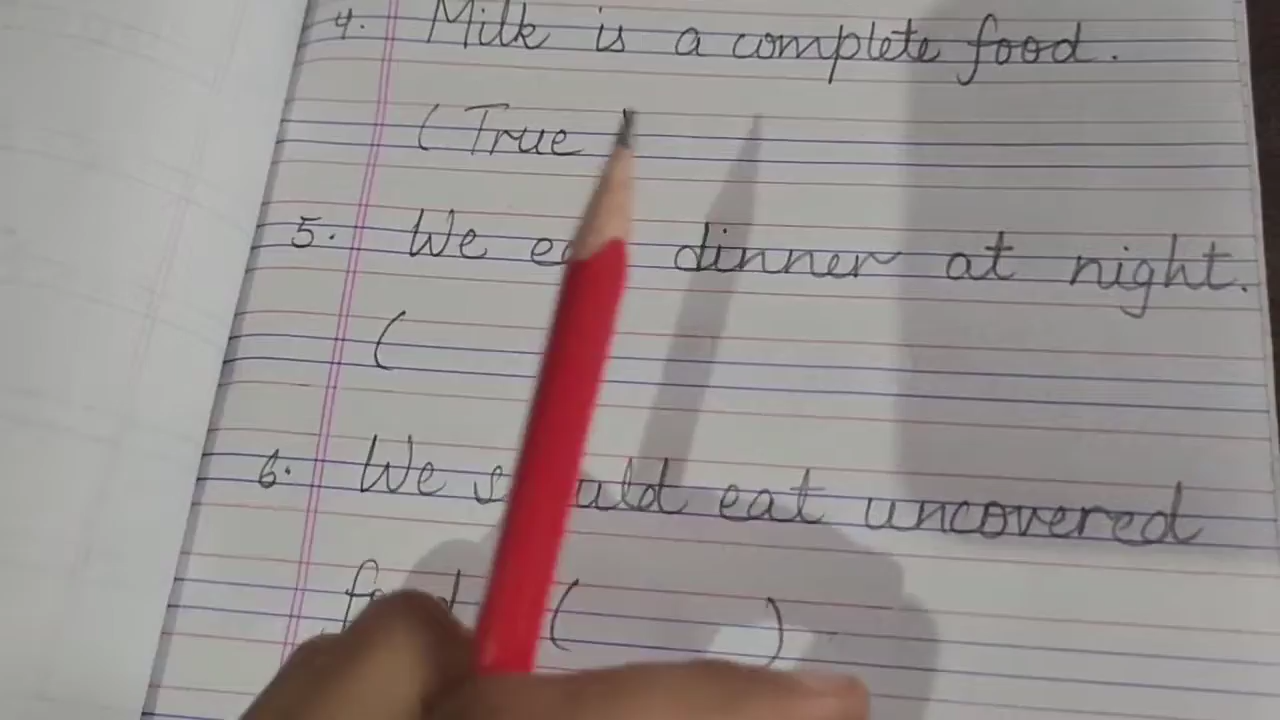 4. Milk is a complete food.
(True
5. We dinner at night.
(
6. We eat uncovered
( )